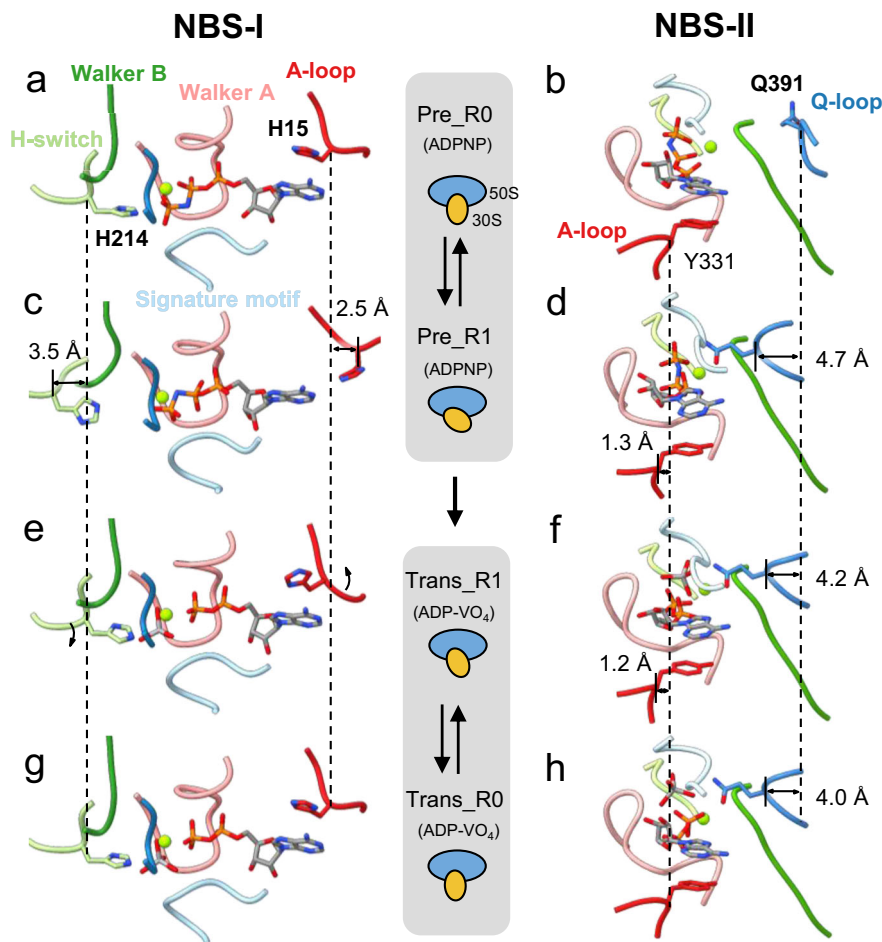 NBS-I
NBS-II
a
Walker B
Walker A
A-loop
H-switch
H15
H214
Signature motif
Pre_R0
(ADPNP)
50S
30S
b
Q391
Q-loop
A-loop
Y331
c
3.5 Å
2.5 Å
Pre_R1
(ADPNP)
d
4.7 Å
1.3 Å
e
Trans_R1
(ADP-VO₄)
f
4.2 Å
1.2 Å
g
Trans_R0
(ADP-VO₄)
h
4.0 Å